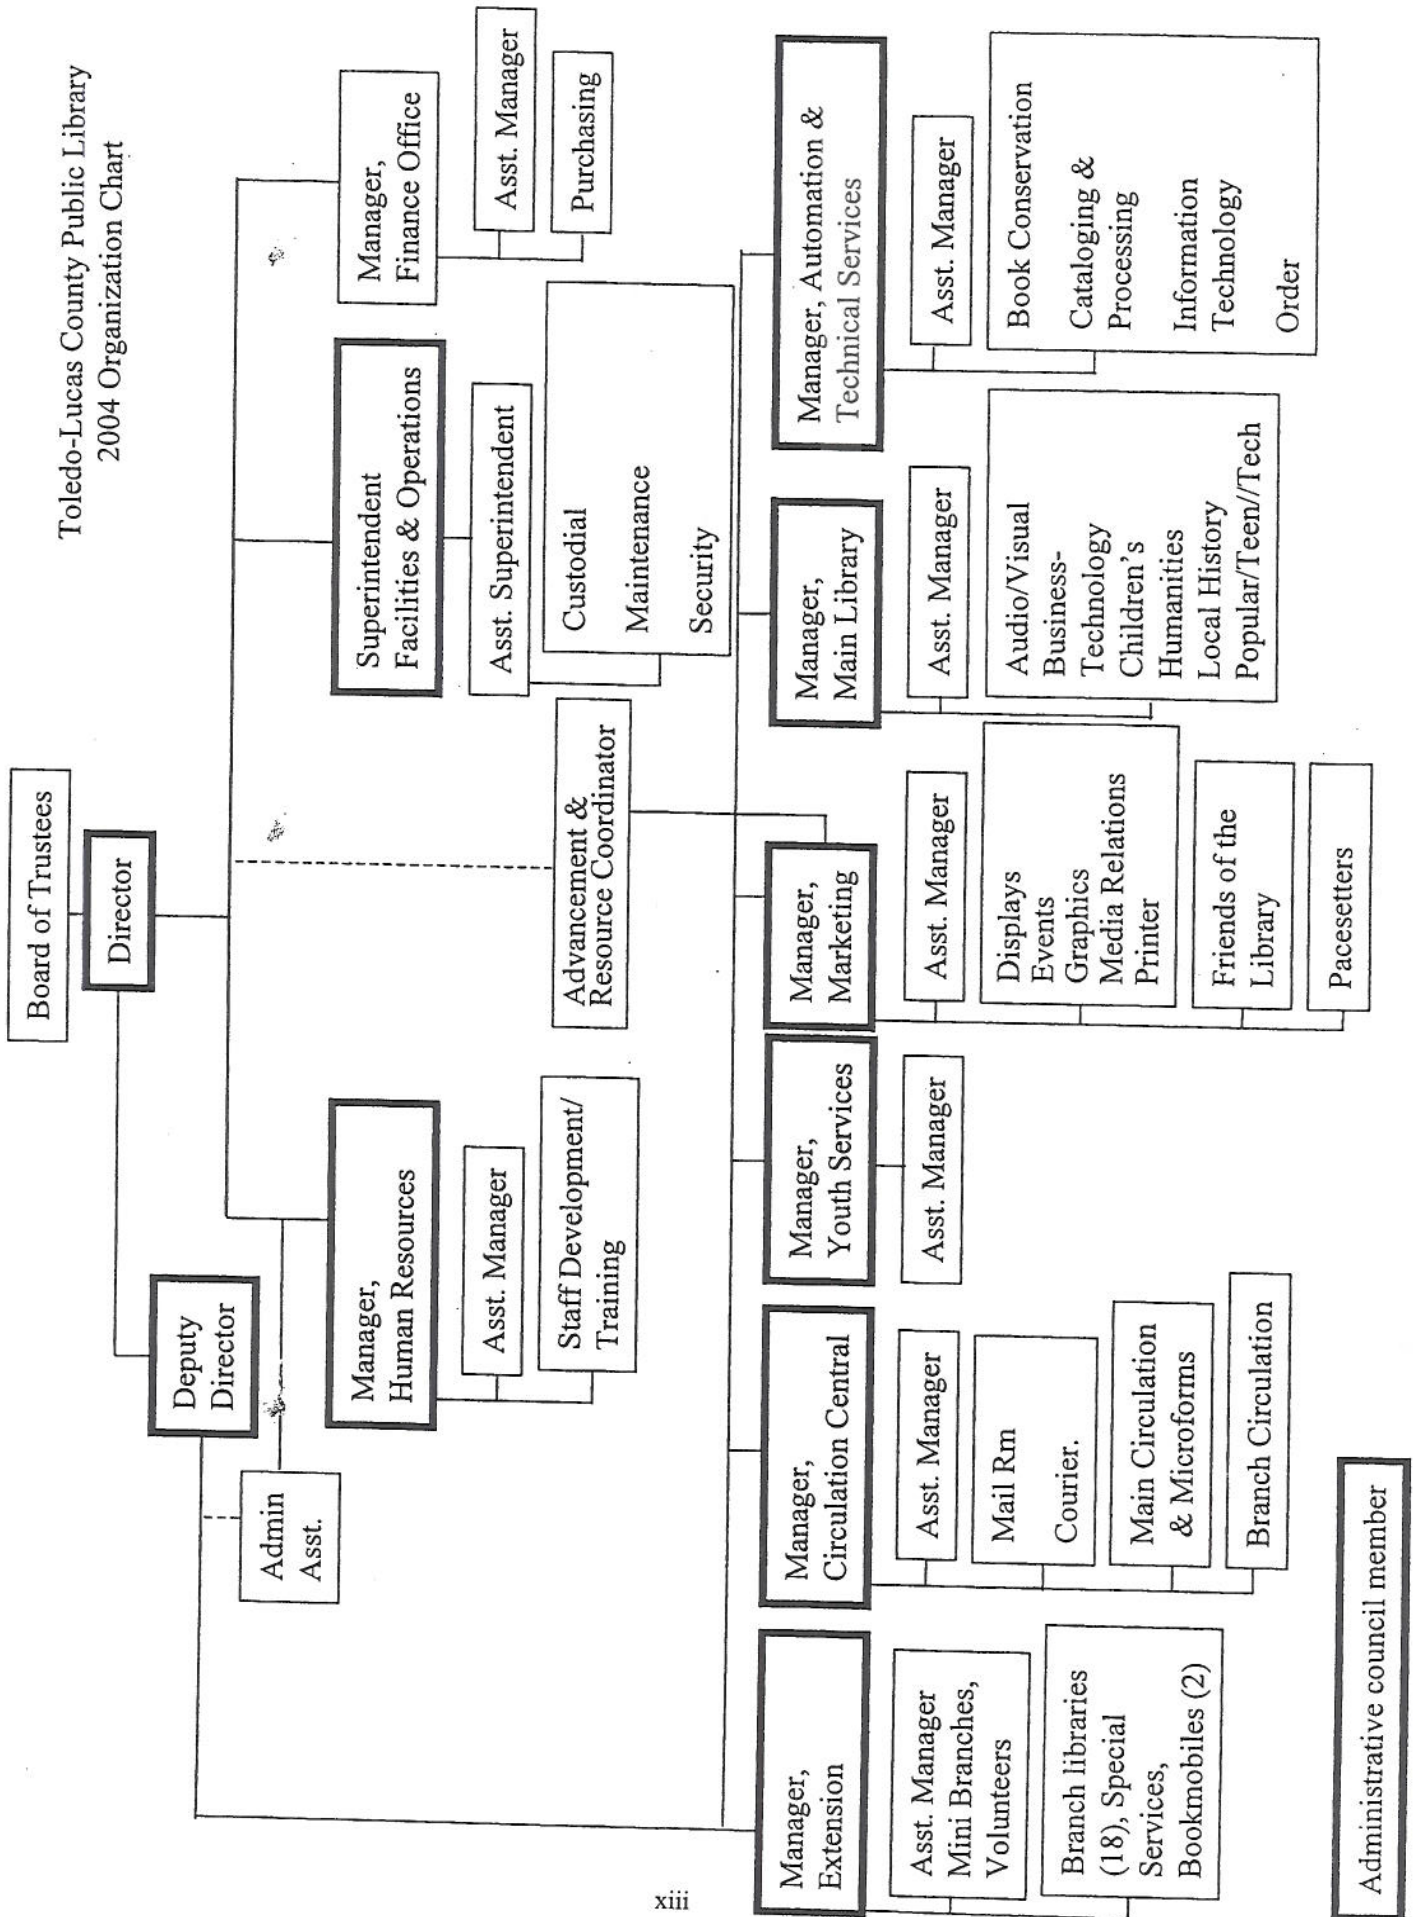 Toledo-Lucas County Public Library
2004 Organization Chart
Board of Trustees
Director
Deputy
Director
Admin
Asst.
Manager,
Human Resources
Asst. Manager
Staff Development/
Training
Advancement &
Resource Coordinator
Superintendent
Facilities & Operations
Asst. Superintendent
Custodial
Maintenance
Security
Manager,
Finance Office
Asst. Manager
Purchasing
Manager,
Extension
Asst. Manager
Mini Branches,
Volunteers
Branch libraries
(18), Special
Services,
Bookmobiles (2)
Manager,
Circulation Central
Asst. Manager
Mail Rm
Courier.
Main Circulation
& Microforms
Branch Circulation
Manager,
Youth Services
Asst. Manager
Manager,
Marketing
Asst. Manager
Displays
Events
Graphics
Media Relations
Printer
Friends of the
Library
Pacesetters
Manager,
Main Library
Asst. Manager
Audio/Visual
Business-
Technology
Children's
Humanities
Local History
Popular/Teen//Tech
Manager, Automation &
Technical Services
Asst. Manager
Book Conservation
Cataloging &
Processing
Information
Technology
Order
Administrative council member
xiii